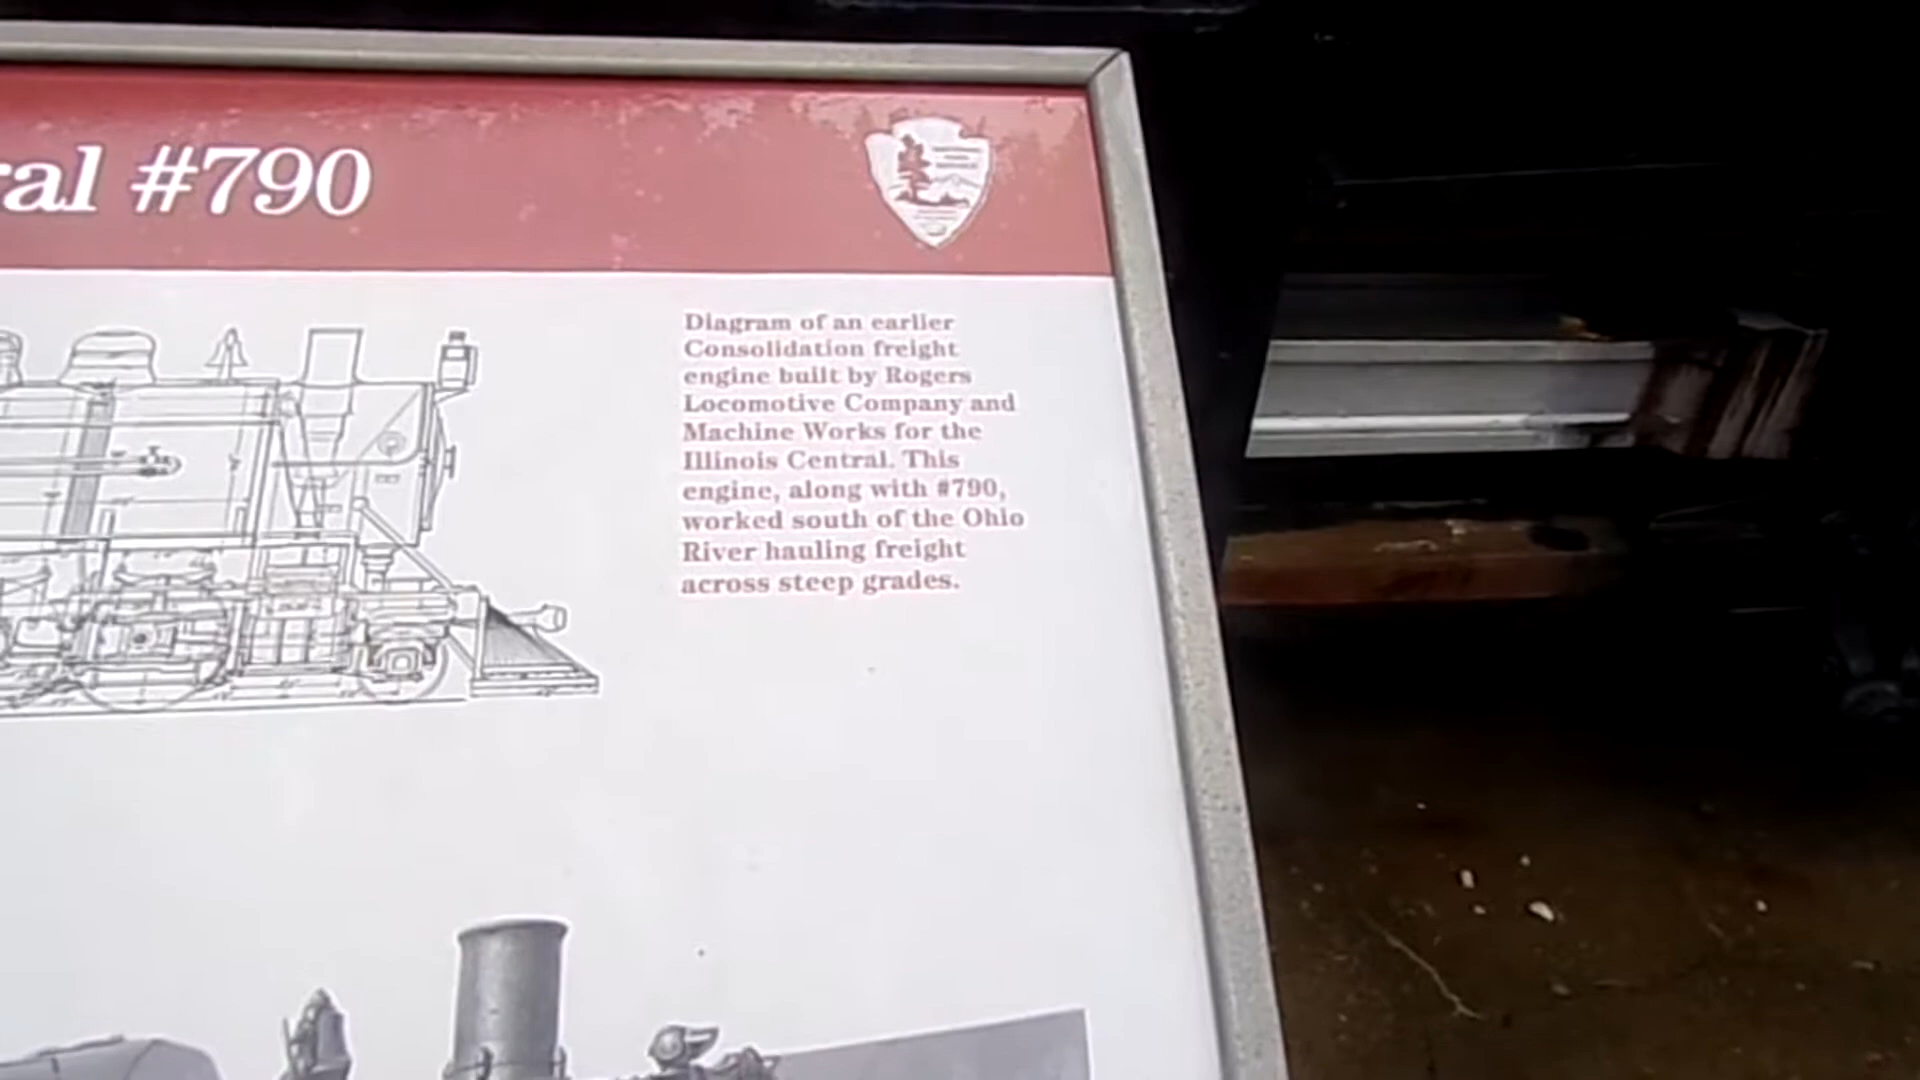 ral #790
Diagram of an earlier
Consolidation freight
engine built by Rogers
Locomotive Company and
Machine Works for the
Illinois Central. This
engine, along with #790,
worked south of the Ohio
River hauling freight
across steep grades.